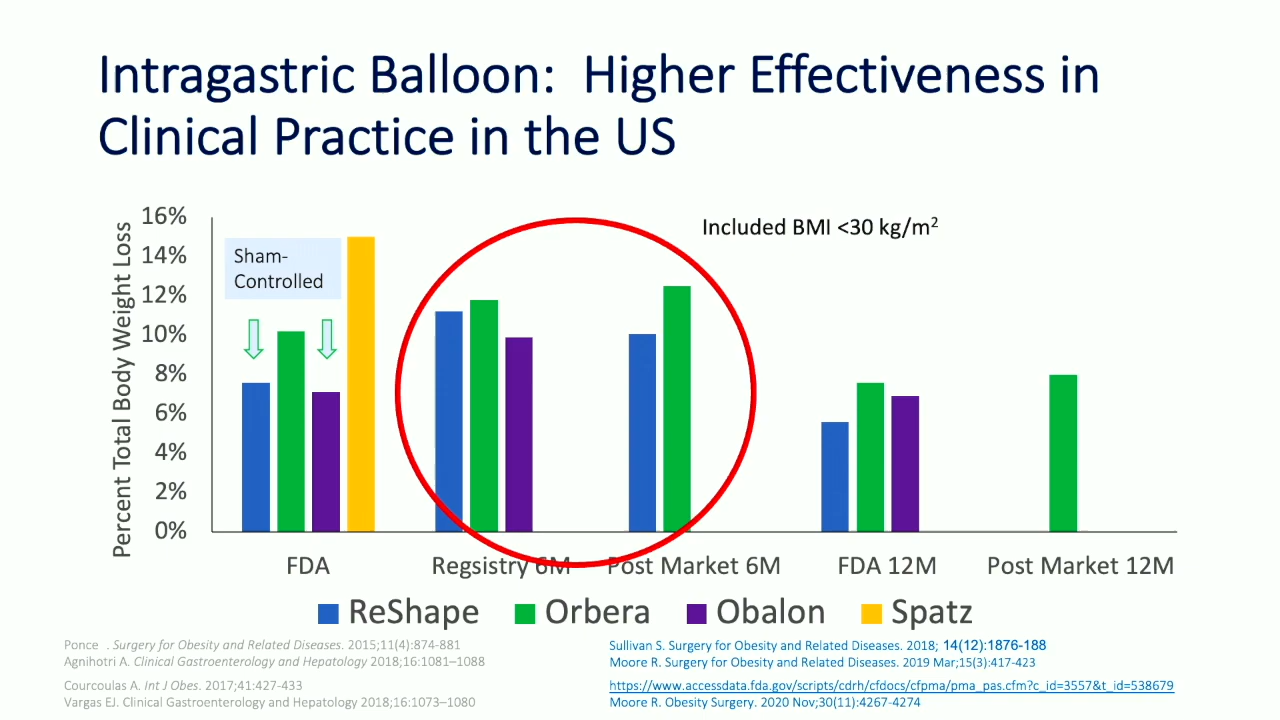 Intragastric Balloon: Higher Effectiveness in
Clinical Practice in the US
Percent Total Body Weight Loss
16%
14%
12%
10%
8%
6%
4%
2%
0%
Sham-
Controlled
Included BMI <30 kg/m²
FDA
Regsistry 6M
Post Market 6M
FDA 12M
Post Market 12M
ReShape
Orbera
Obalon
Spatz
Ponce . Surgery for Obesity and Related Diseases. 2015;11(4):874-881
Agnihotri A. Clinical Gastroenterology and Hepatology 2018;16:1081–1088
Courcoulas A. Int J Obes. 2017;41:427-433
Vargas EJ. Clinical Gastroenterology and Hepatology 2018;16:1073–1080
Sullivan S. Surgery for Obesity and Related Diseases. 2018; 14(12):1876-188
Moore R. Surgery for Obesity and Related Diseases. 2019 Mar;15(3):417-423
https://www.accessdata.fda.gov/scripts/cdrh/cfdocs/cfpma/pma_pas.cfm?c_id=3557&t_id=538679
Moore R. Obesity Surgery. 2020 Nov;30(11):4267-4274